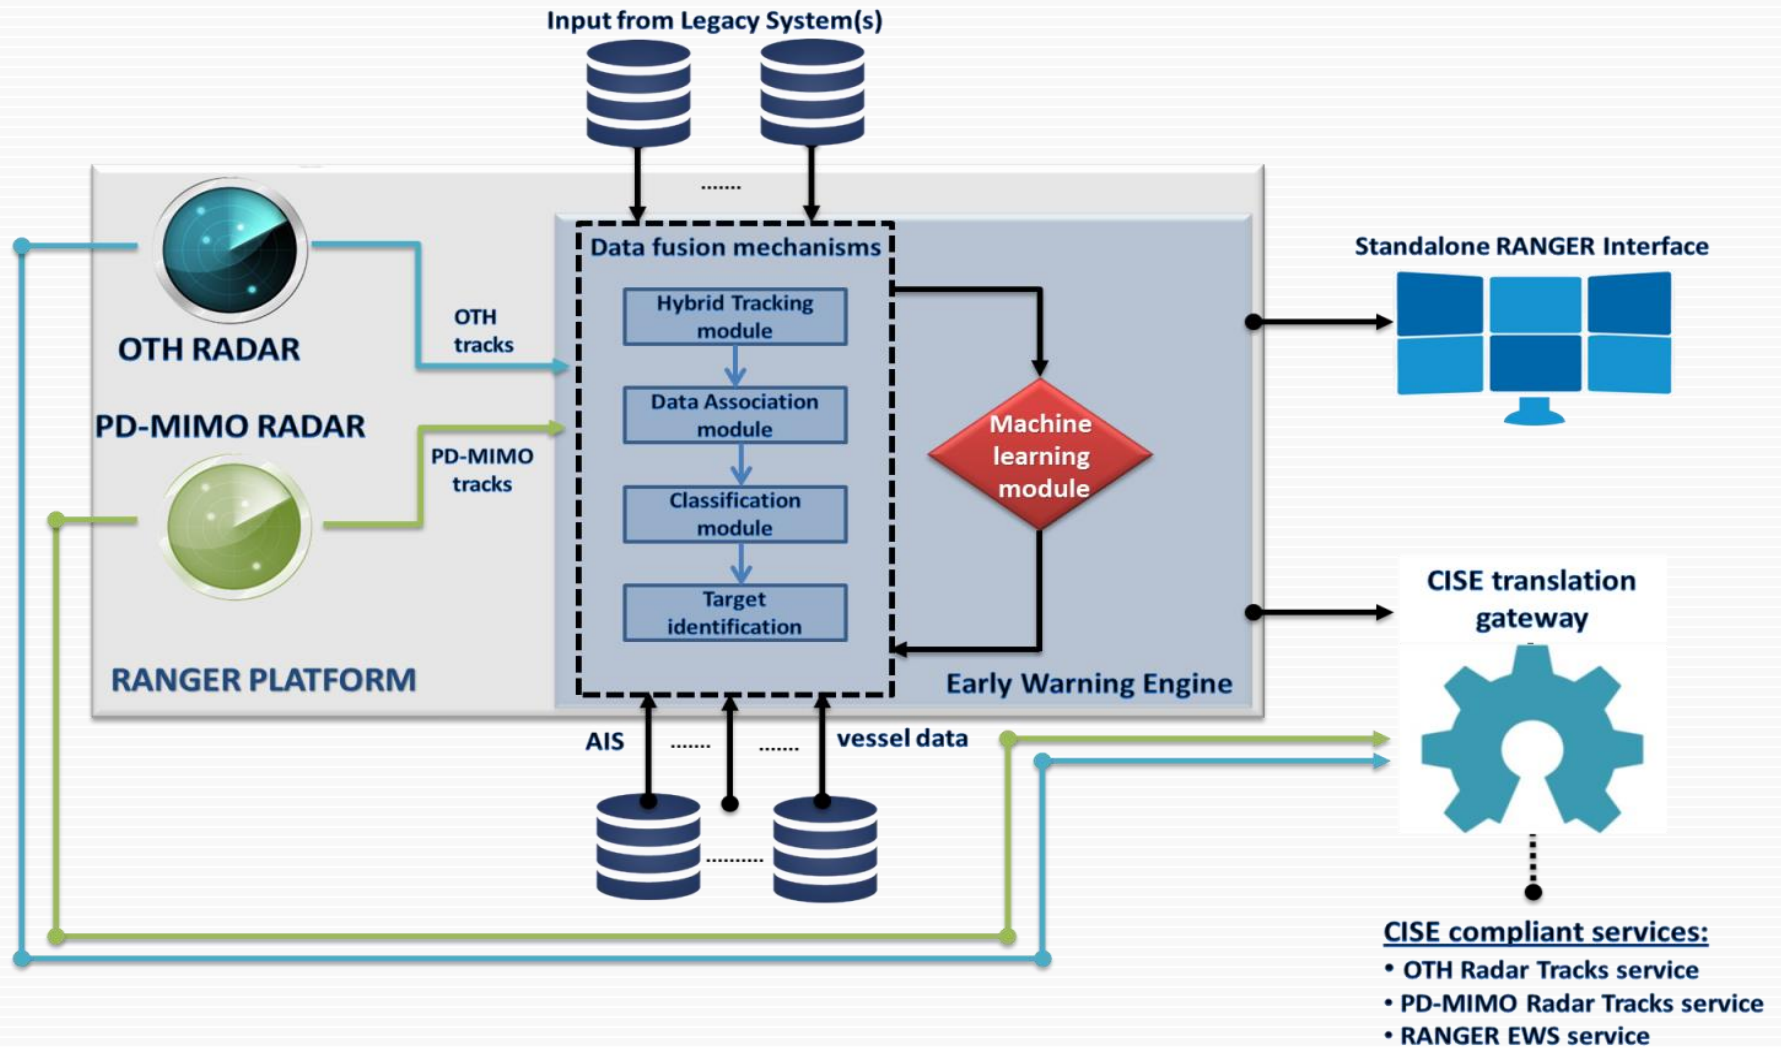 Input from Legacy System(s)
.......
OTH RADAR
OTH
tracks
PD-MIMO RADAR
PD-MIMO
tracks
RANGER PLATFORM
Data fusion mechanisms
Hybrid Tracking
module
Data Association
module
Classification
module
Target
identification
Machine
learning
module
Early Warning Engine
AIS
.......
.......
vessel data
..........
Standalone RANGER Interface
CISE translation
gateway
CISE compliant services:
• OTH Radar Tracks service
• PD-MIMO Radar Tracks service
• RANGER EWS service